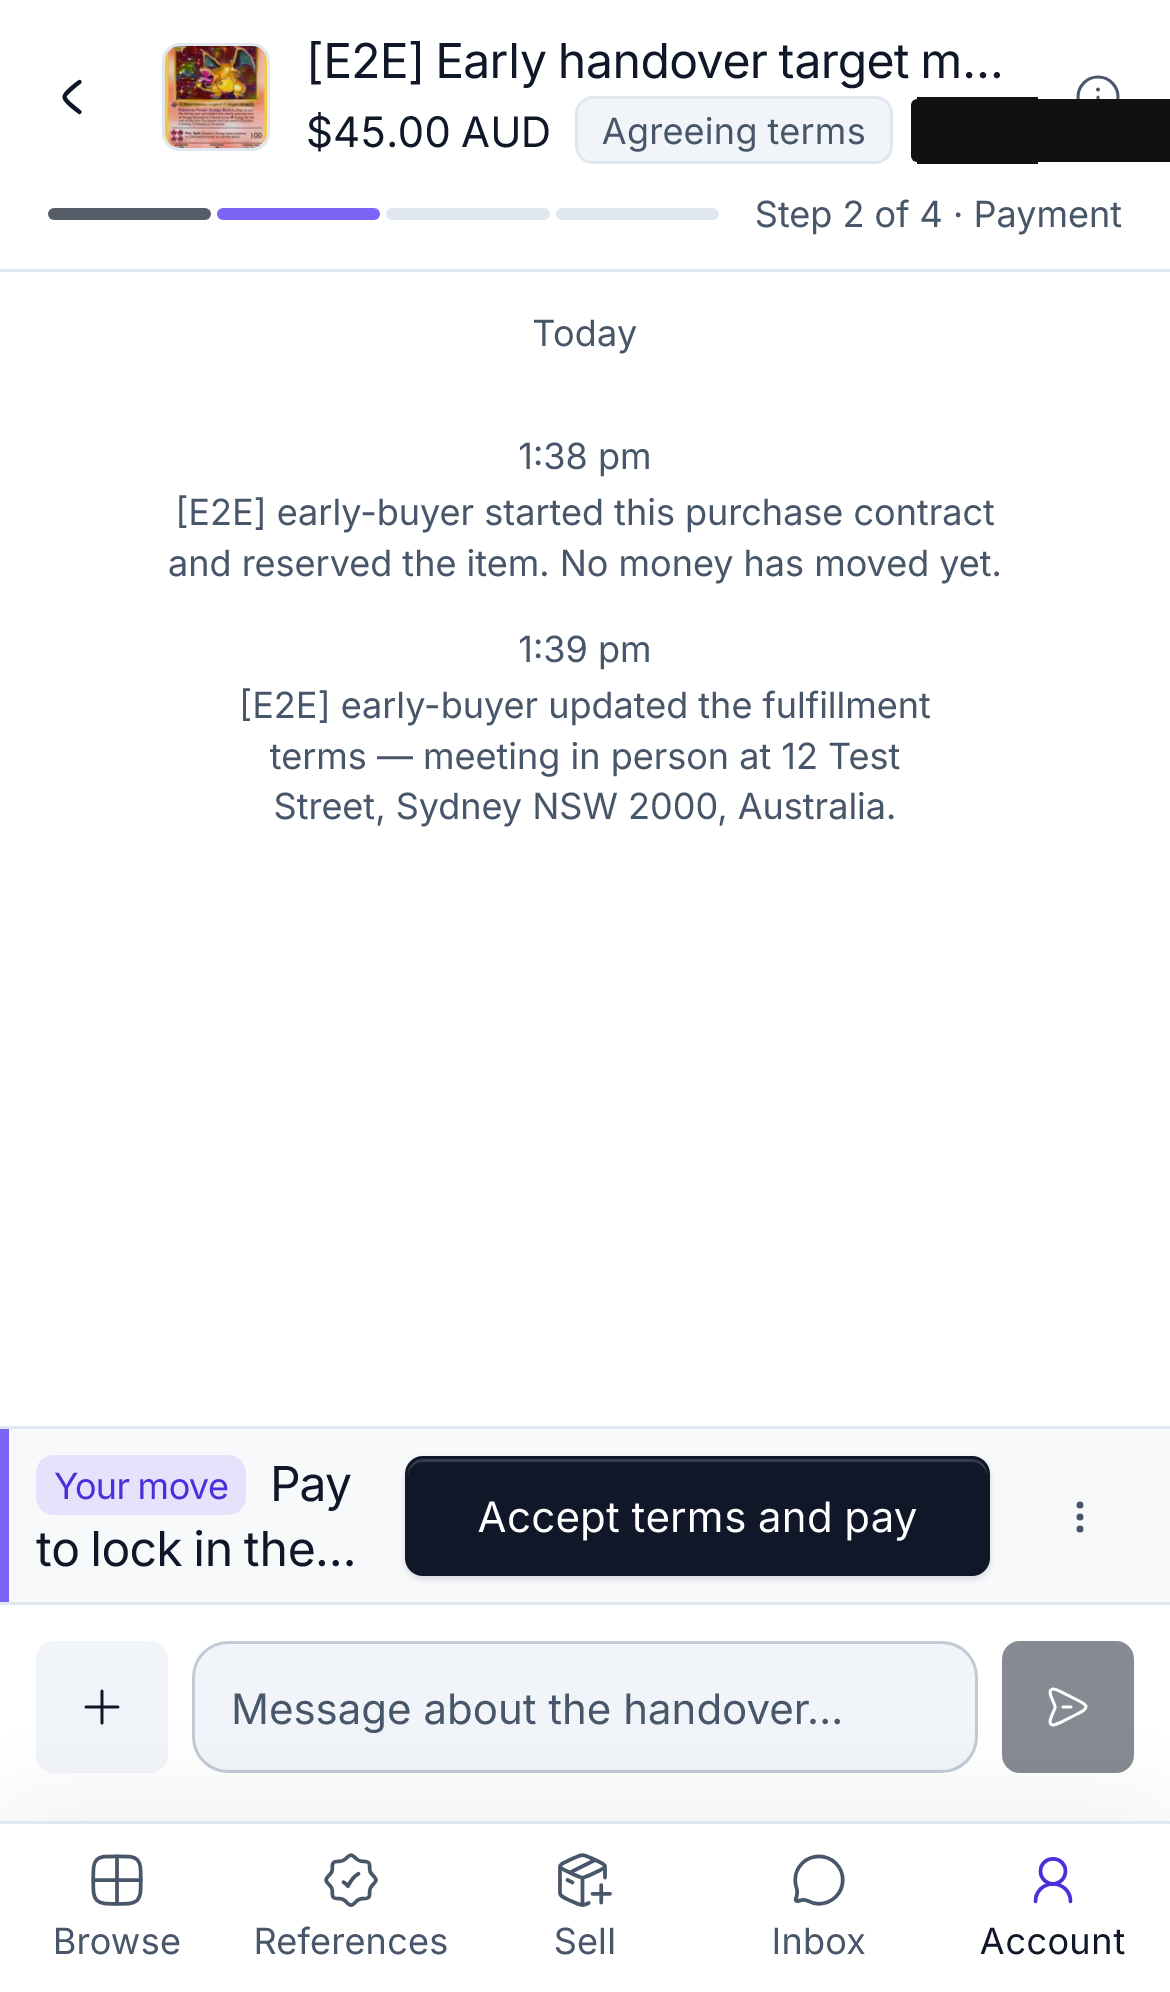 [E2E] Early handover target m...
$45.00 AUD Agreeing terms
Step 2 of 4 · Payment
Today
1:38 pm
[E2E] early-buyer started this purchase contract
and reserved the item. No money has moved yet.
1:39 pm
[E2E] early-buyer updated the fulfillment
terms — meeting in person at 12 Test
Street, Sydney NSW 2000, Australia.
Your move Pay
to lock in the...
Accept terms and pay
Message about the handover...
Browse References Sell Inbox Account